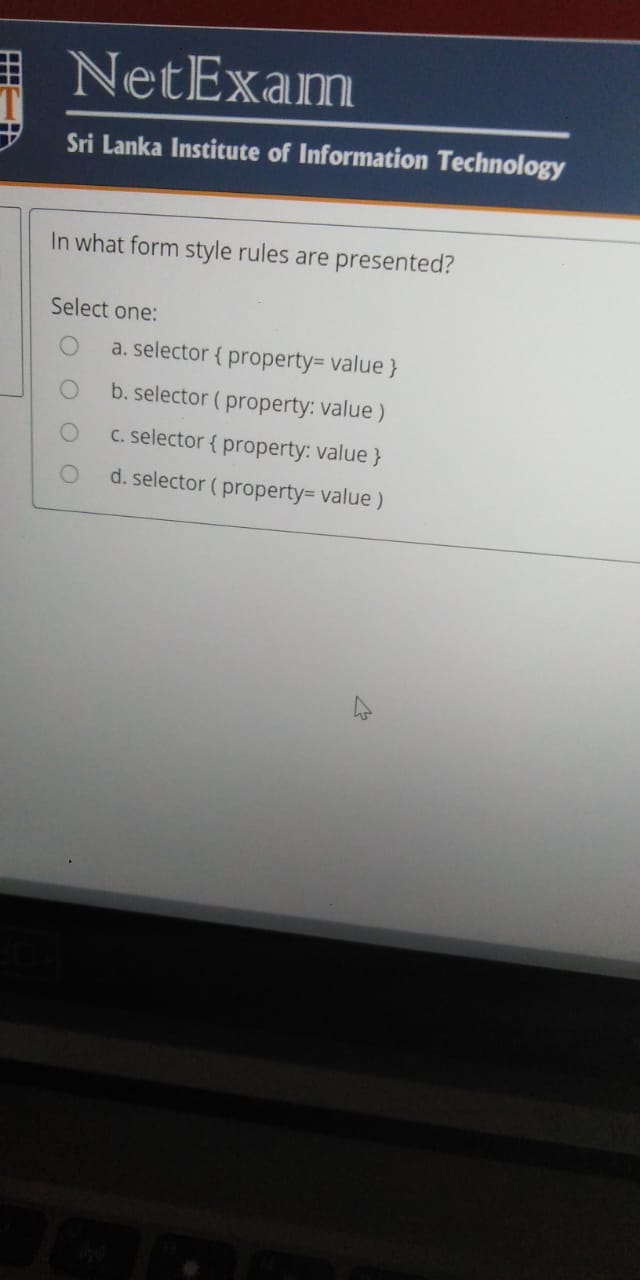 T
NetExam
Sri Lanka Institute of Information Technology
In what form style rules are presented?
Select one:
a. selector { property= value }
b. selector ( property: value )
c. selector { property: value }
d. selector ( property= value )